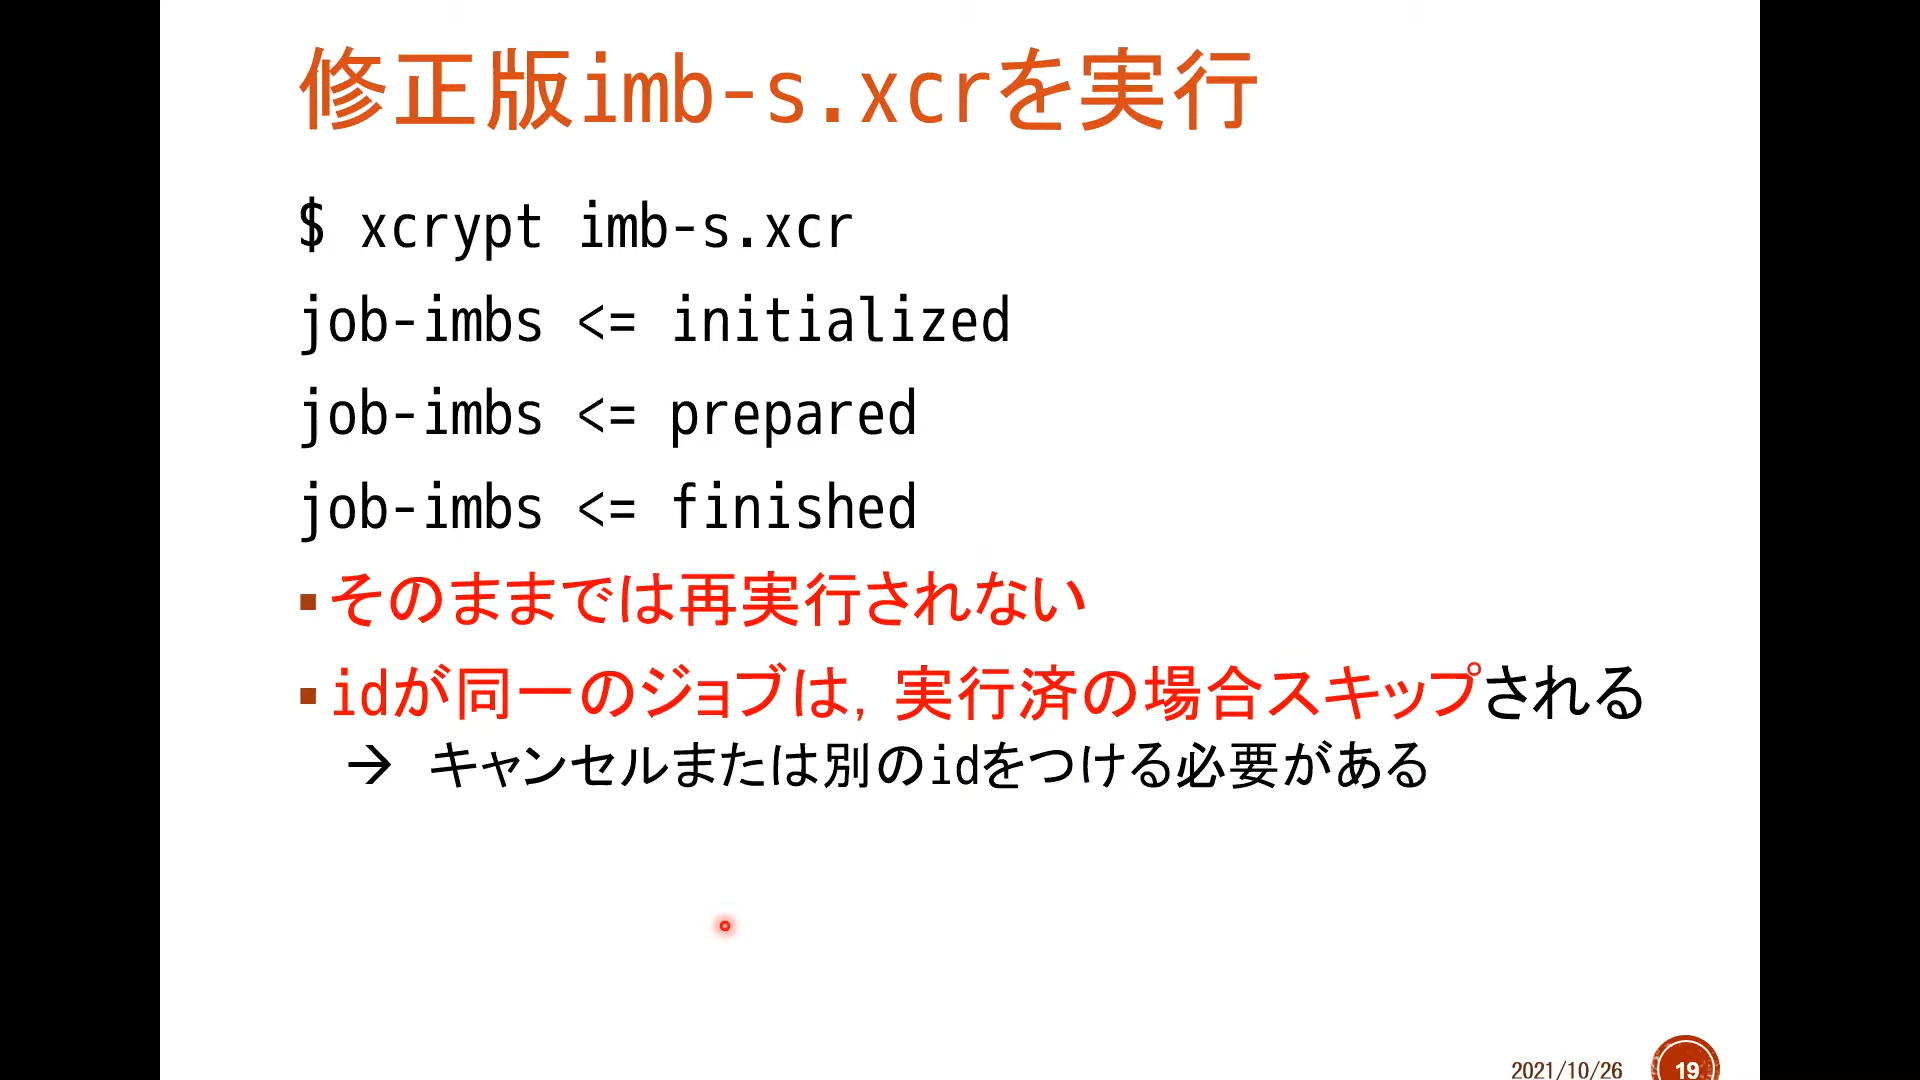 修正版imb-s.xcrを実行
$ xcrypt imb-s.xcr
job-imbs <= initialized
job-imbs <= prepared
job-imbs <= finished
▪そのままでは再実行されない
▪idが同一のジョブは，実行済の場合スキップされる
→ キャンセルまたは別のidをつける必要がある
2021/10/26
19